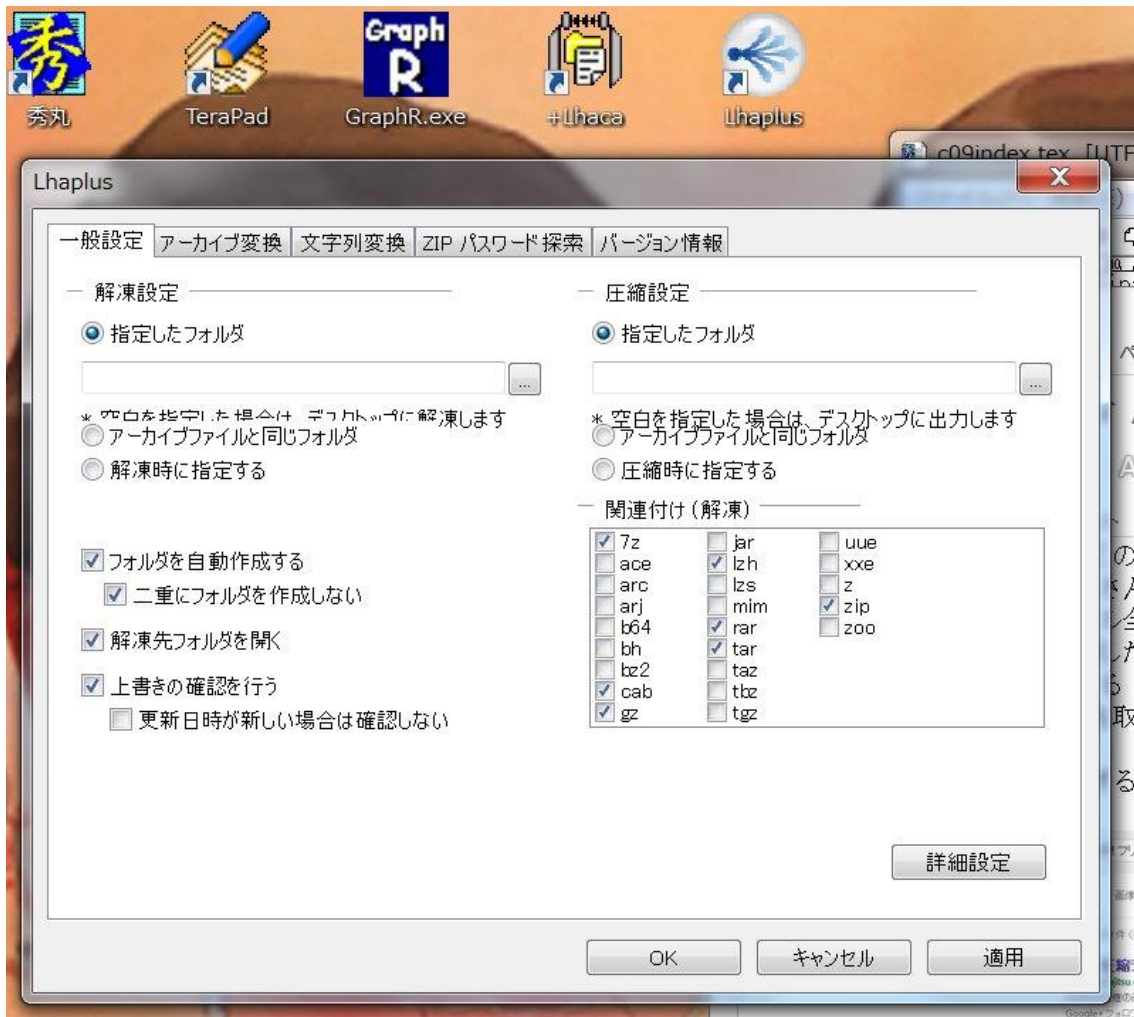 秀丸
TeraPad
Graph
R
GraphR.exe
+Lhaca
Lhaplus
c09index.tex [UTF
Lhaplus
一般設定
アーカイブ変換
文字列変換
ZIP パスワード探索
バージョン情報
解凍設定
指定したフォルダ
...
* 空白を指定した場合は、デスクトップに解凍します
アーカイブファイルと同じフォルダ
解凍時に指定する
フォルダを自動作成する
二重にフォルダを作成しない
解凍先フォルダを開く
上書きの確認を行う
更新日時が新しい場合は確認しない
圧縮設定
指定したフォルダ
...
* 空白を指定した場合は、デスクトップに出力します
アーカイブファイルと同じフォルダ
圧縮時に指定する
関連付け(解凍)
7z
ace
arc
arj
b64
bh
bz2
cab
gz
jar
lzh
lzs
mim
rar
tar
taz
tbz
tgz
uue
xxe
z
zip
zoo
詳細設定
OK
キャンセル
適用